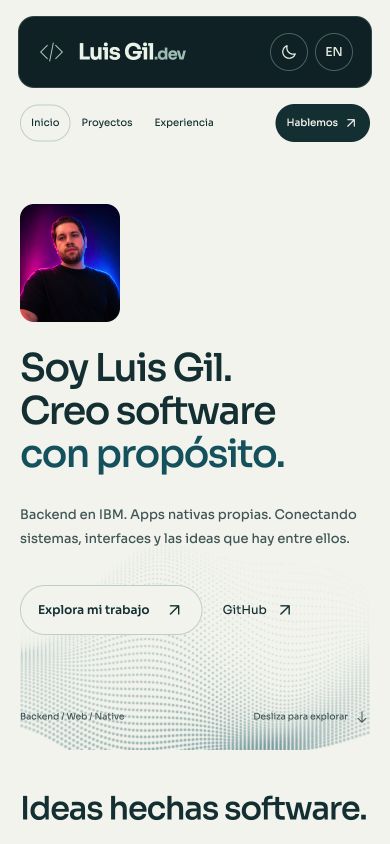 </> Luis Gil.dev EN
Inicio Proyectos Experiencia Hablemos
Soy Luis Gil.
Creo software
con propósito.
Backend en IBM. Apps nativas propias. Conectando
sistemas, interfaces y las ideas que hay entre ellos.
Explora mi trabajo GitHub
Backend / Web / Native Desliza para explorar
Ideas hechas software.